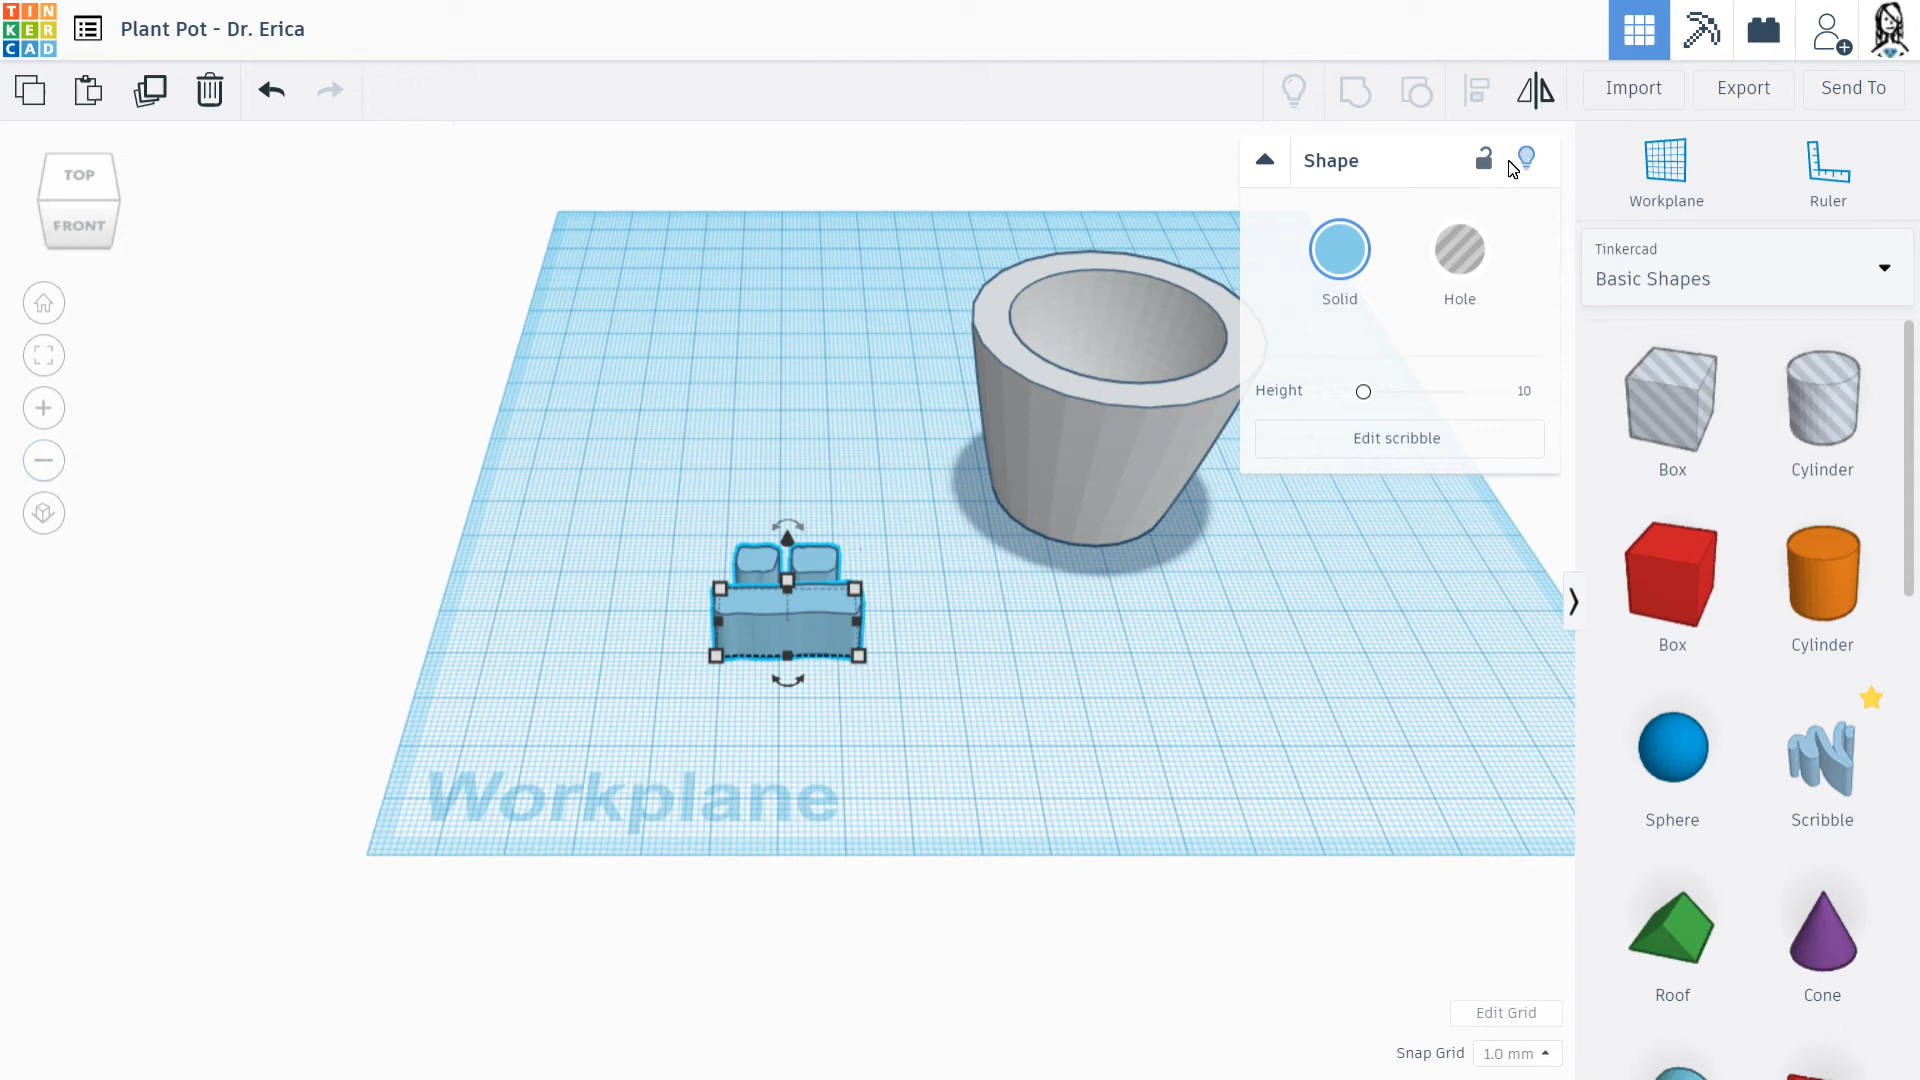 TIN
KER
CAD
Plant Pot - Dr. Erica
Import
Export
Send To
TOP
FRONT
Shape
Solid
Hole
Height
10
Edit scribble
Workplane
Ruler
Tinkercad
Basic Shapes
Box
Cylinder
Box
Cylinder
Sphere
Scribble
Roof
Cone
Workplane
Edit Grid
Snap Grid
1.0 mm